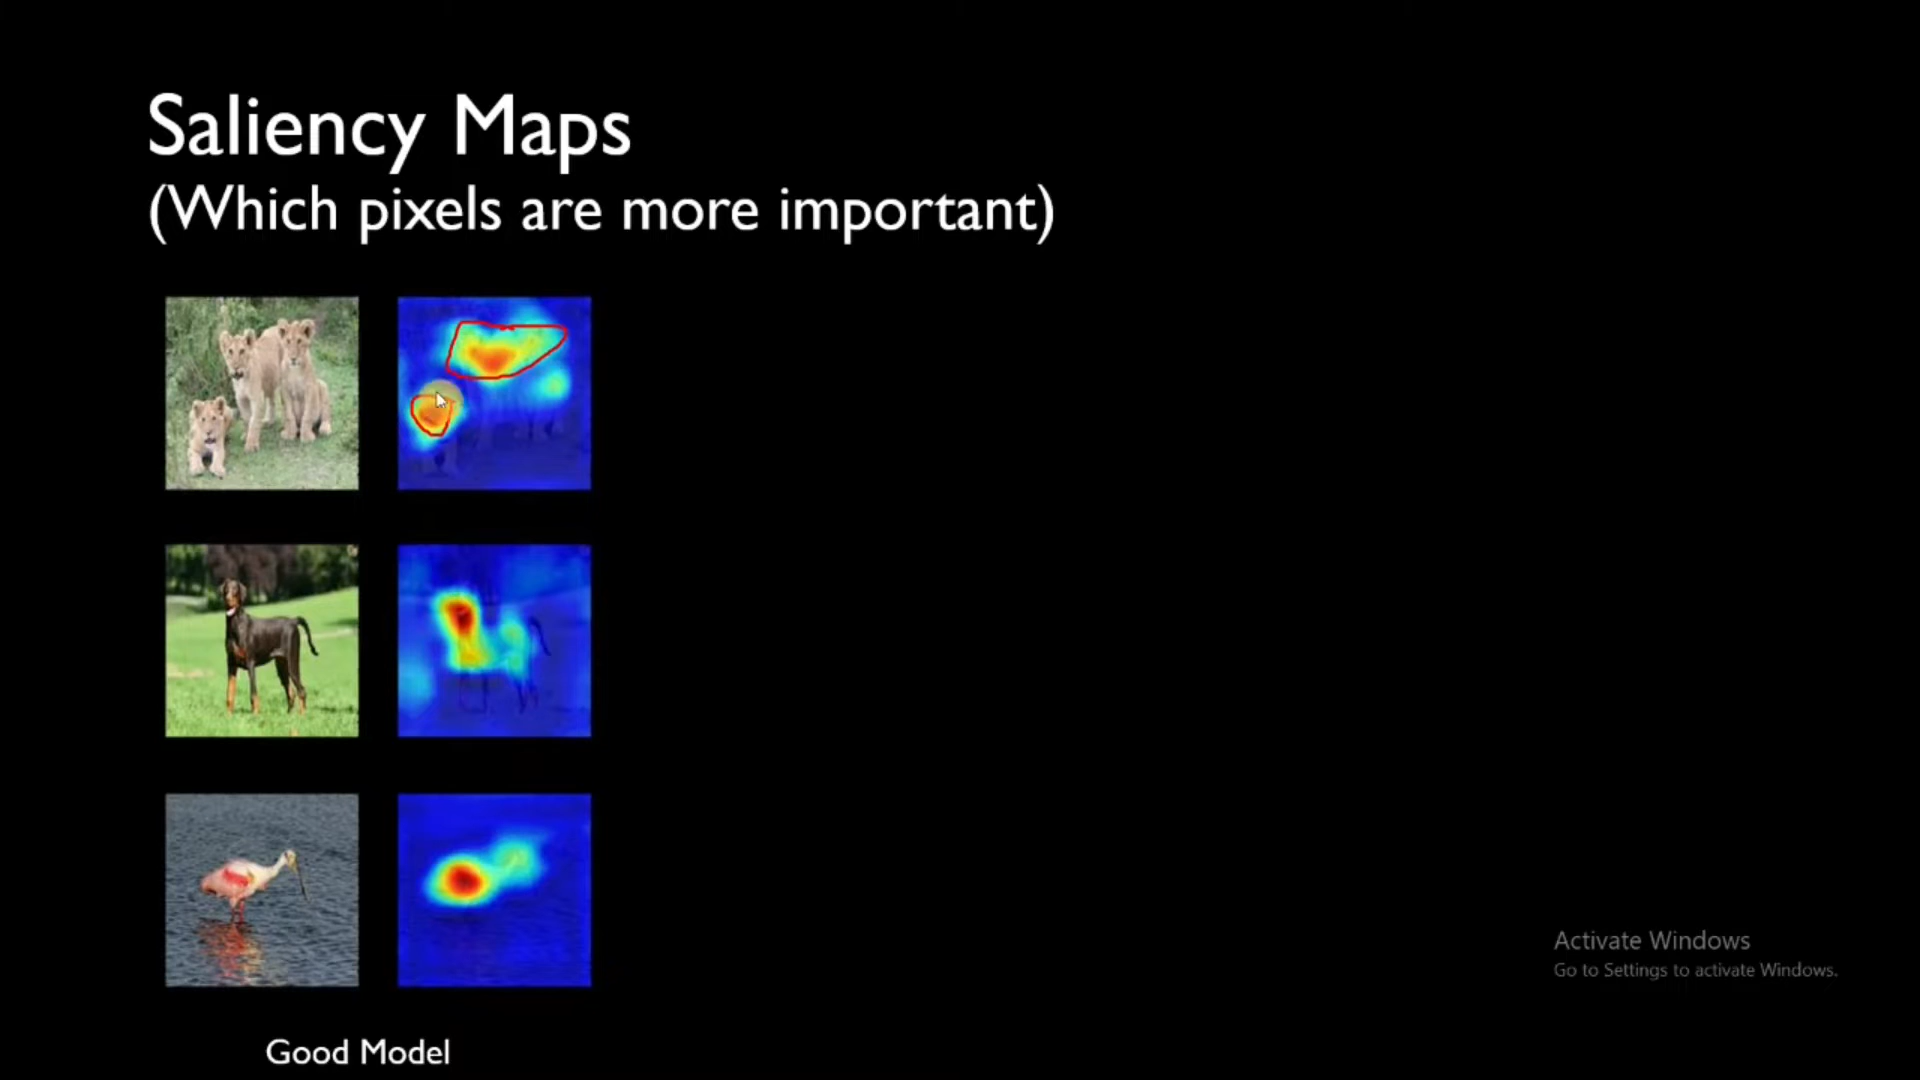 Saliency Maps
(Which pixels are more important)
Good Model
Activate Windows
Go to Settings to activate Windows.